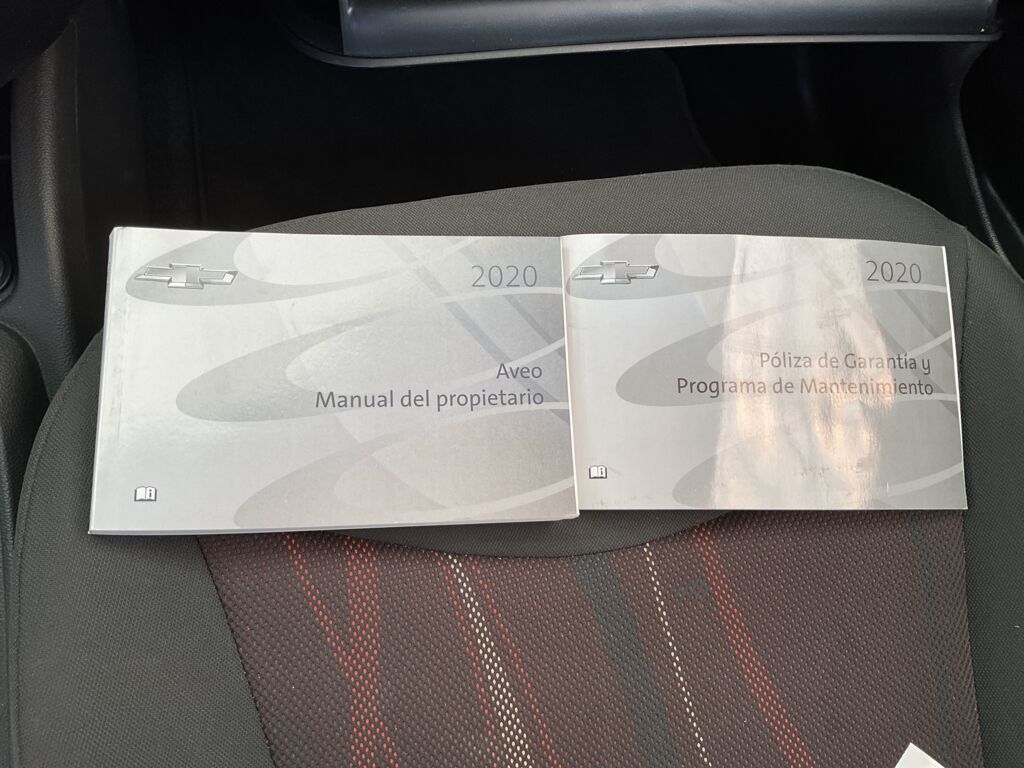 2020
Aveo
Manual del propietario
2020
Póliza de Garantía y
Programa de Mantenimiento